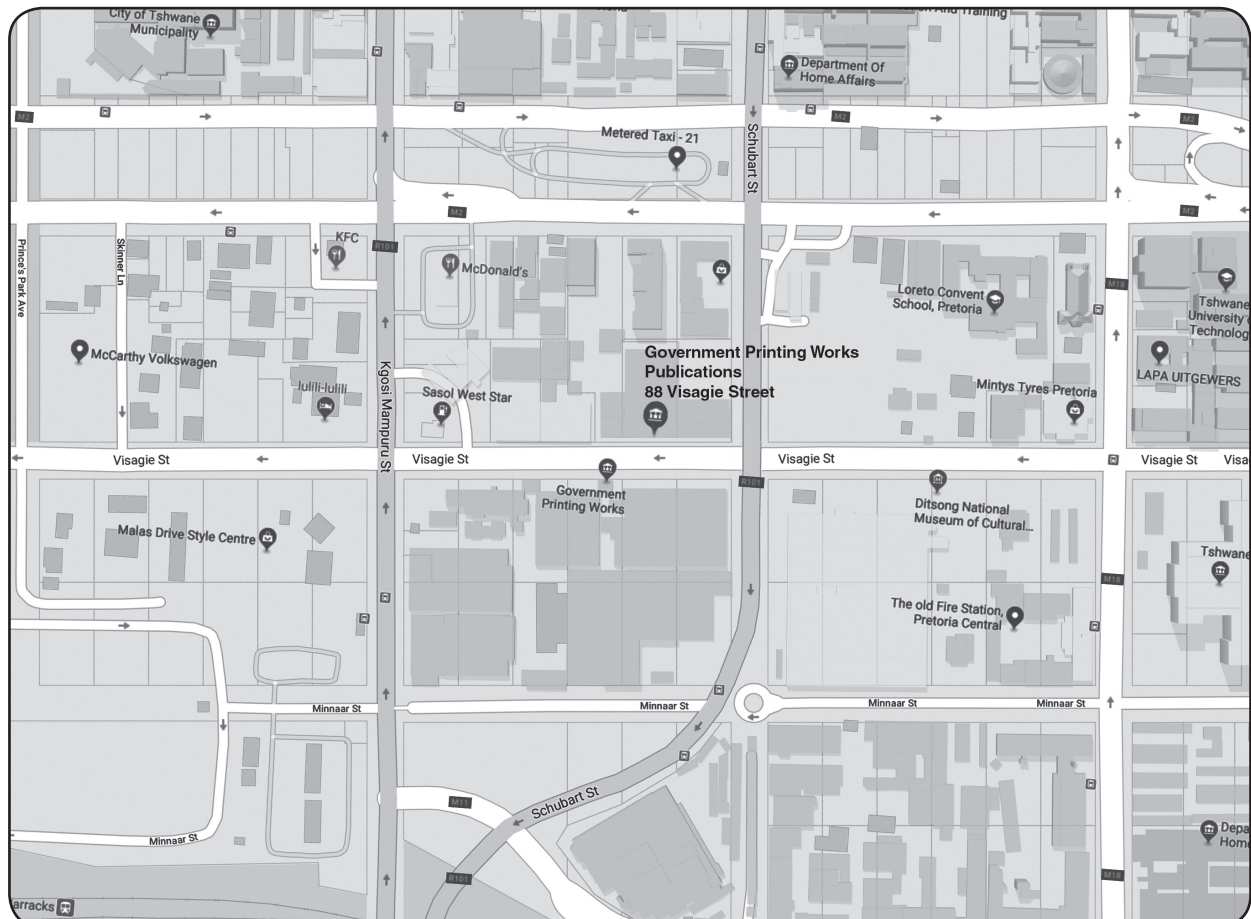 City of Tshwane
Municipality
And Training
Department Of
Home Affairs
M2
M2
M2
Metered Taxi - 21
Schubart St
M2
M2
Prince's Park Ave
Skinner Ln
KFC
R101
McDonald's
Loreto Convent
School, Pretoria
M18
Tshwane
University
Technolog
McCarthy Volkswagen
Iulili-Iulili
Kgosi Mampuru St
Sasol West Star
Government Printing Works
Publications
88 Visagie Street
Mintys Tyres Pretoria
LAPA UITGEWERS
Visagie St
Visagie St
Visagie St
Visagie St
Visa
R101
Government
Printing Works
Ditsong National
Museum of Cultural...
Malas Drive Style Centre
Tshwane
M18
The old Fire Station,
Pretoria Central
Minnaar St
Minnaar St
Minnaar St
Minnaar St
M11
Schubart St
Minnaar St
Depa
Home
R101
M18
arracks